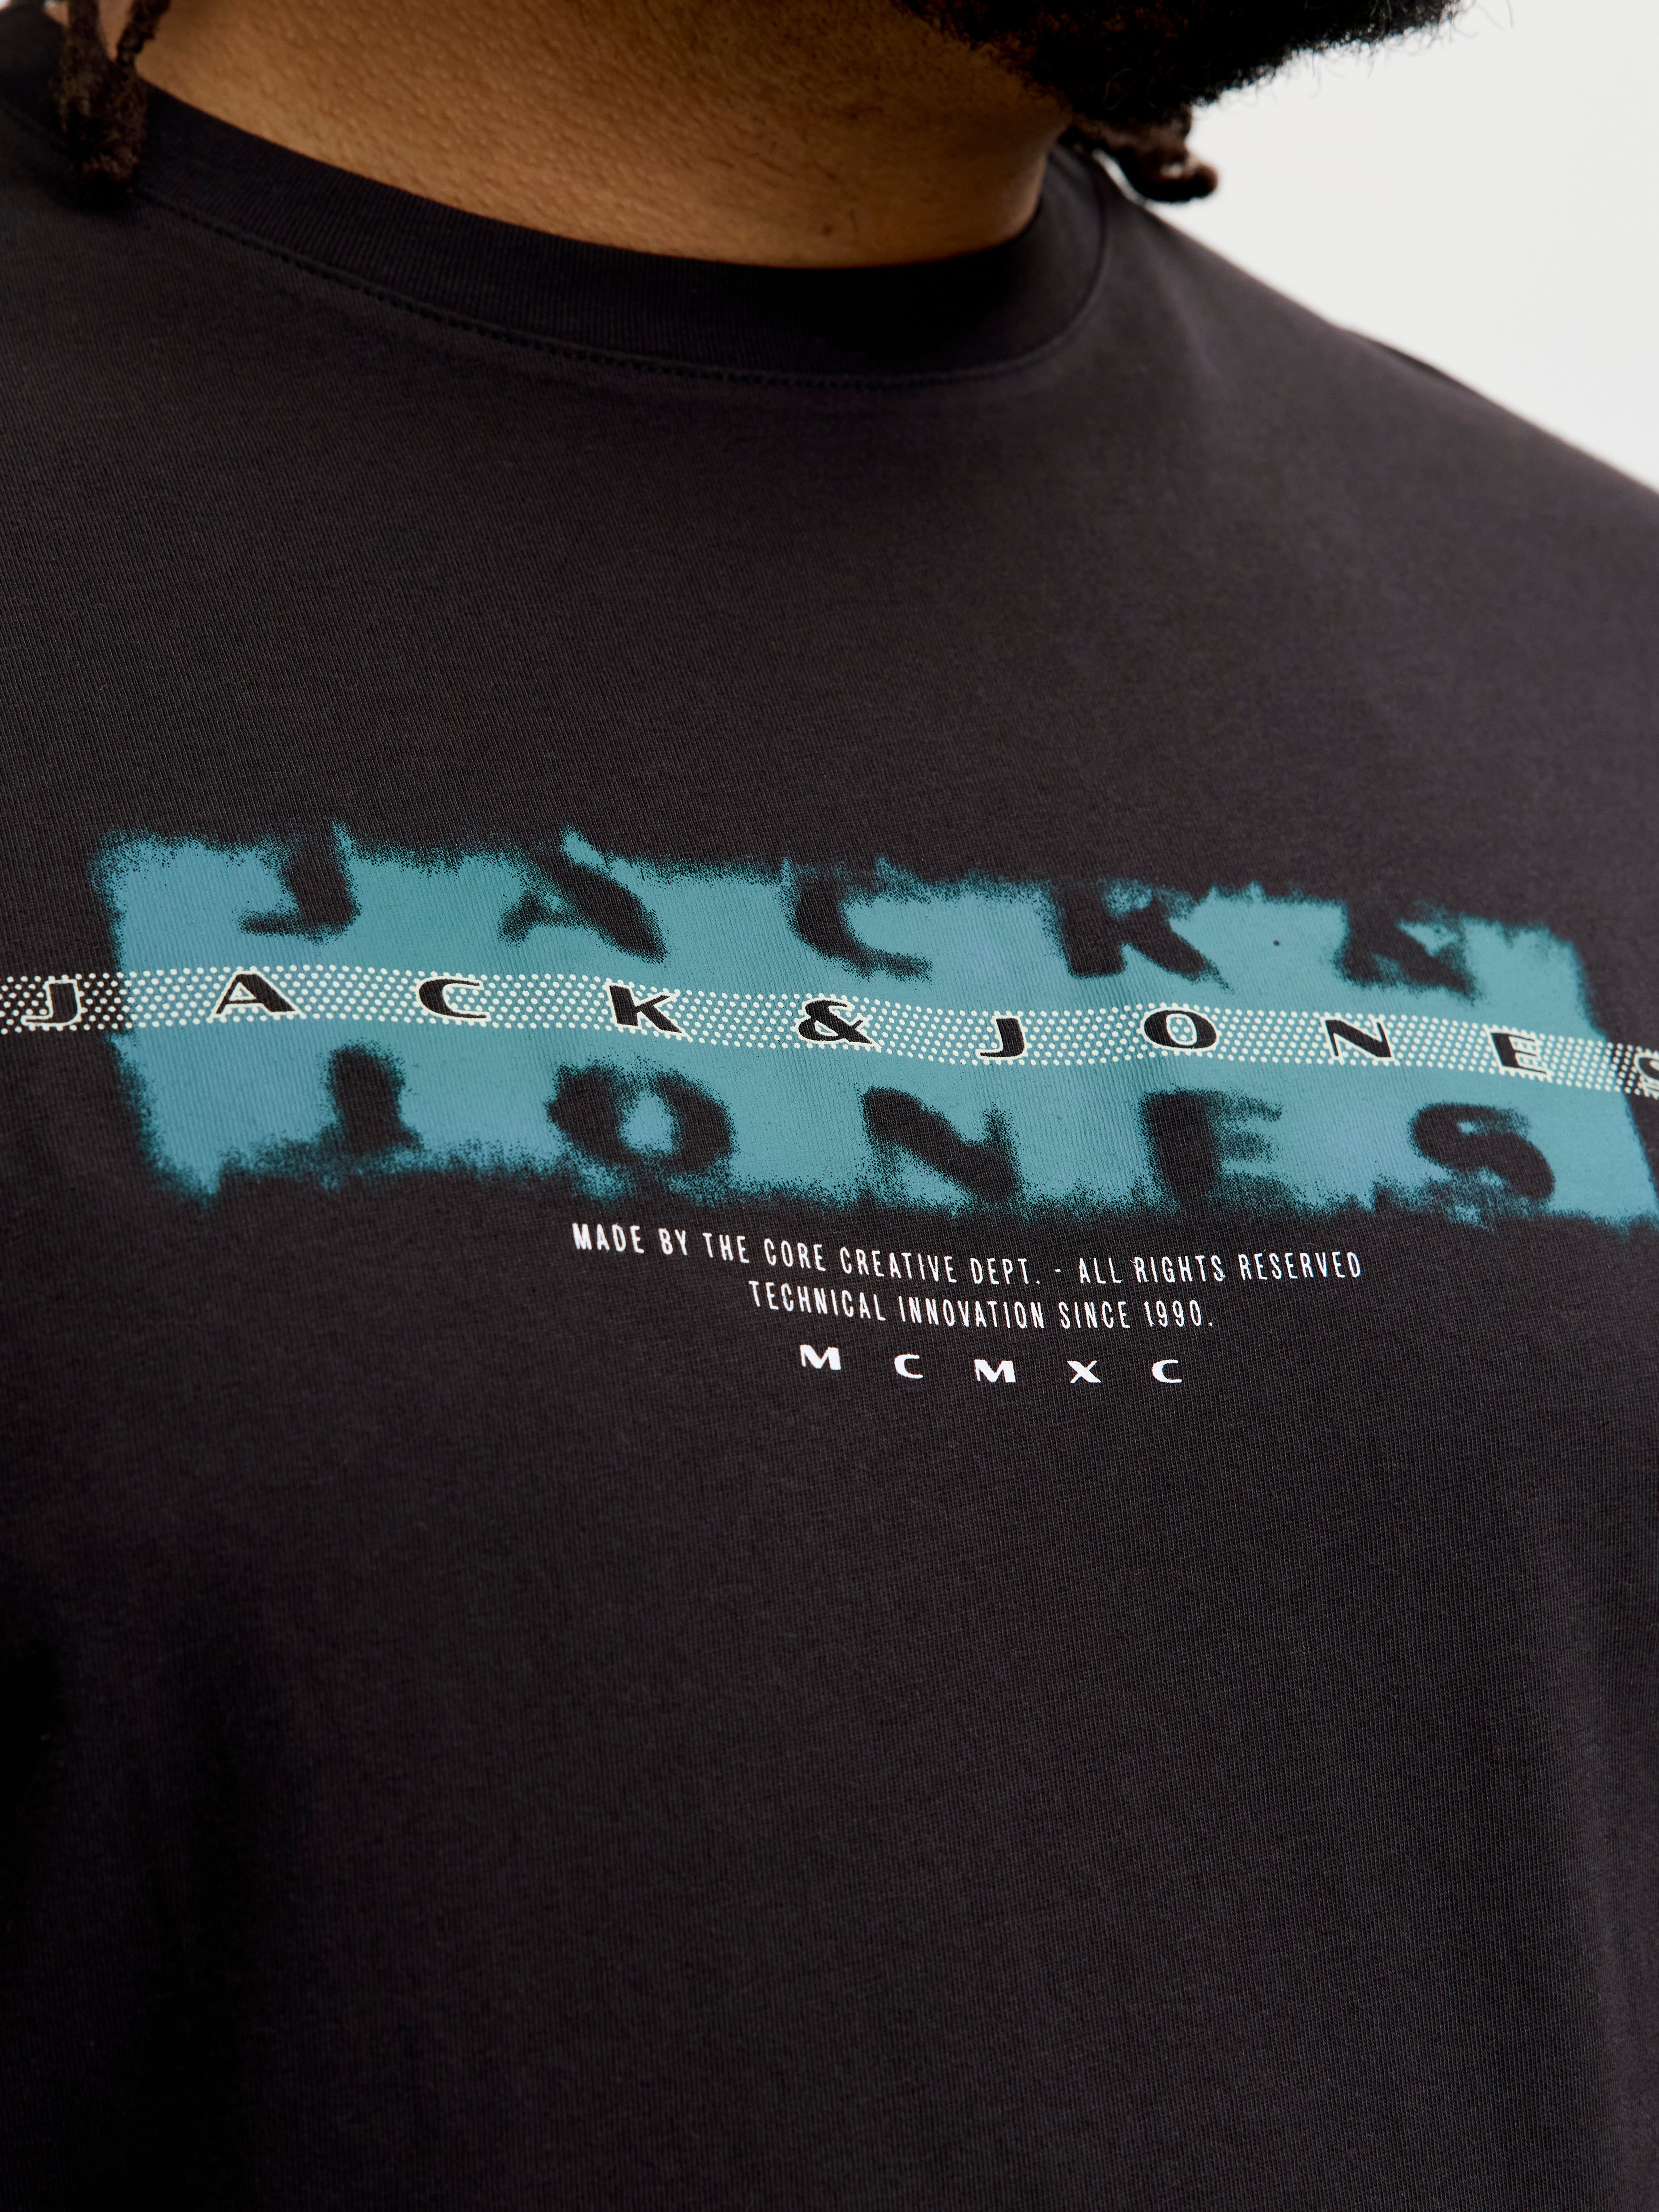 JACK &
JACK & JONES
JONES
MADE BY THE CORE CREATIVE DEPT. - ALL RIGHTS RESERVED
TECHNICAL INNOVATION SINCE 1990.
MCMXC